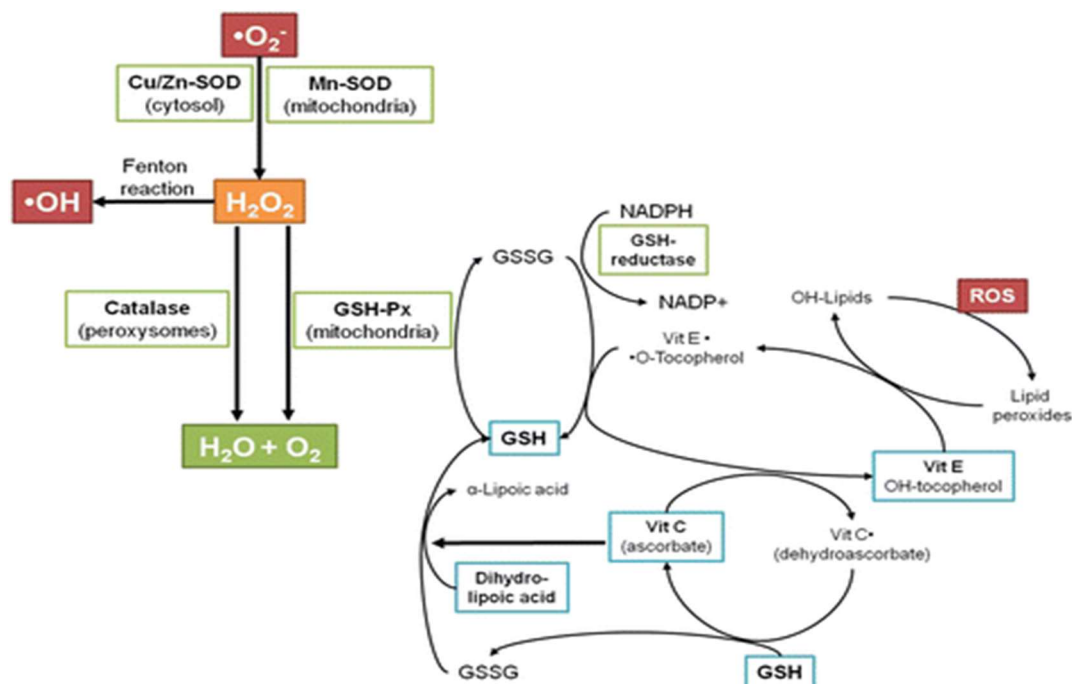 •O₂⁻
Cu/Zn-SOD
(cytosol)
Mn-SOD
(mitochondria)
Fenton
reaction
•OH
H₂O₂
NADPH
GSH-
reductase
GSSG
NADP+
Catalase
(peroxysomes)
GSH-Px
(mitochondria)
Vit E •
•O-Tocopherol
OH-Lipids
ROS
Lipid
peroxides
H₂O + O₂
GSH
α-Lipoic acid
Vit E
OH-tocopherol
Vit C
(ascorbate)
Vit C•
(dehydroascorbate)
Dihydro-
lipoic acid
GSSG
GSH